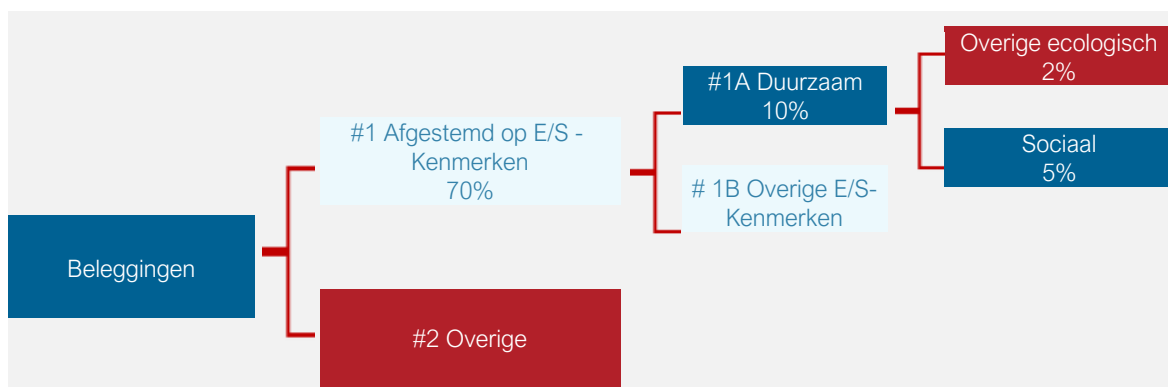 Beleggingen
#1 Afgestemd op E/S -
Kenmerken
70%
#2 Overige
#1A Duurzaam
10%
# 1B Overige E/S-
Kenmerken
Overige ecologisch
2%
Sociaal
5%